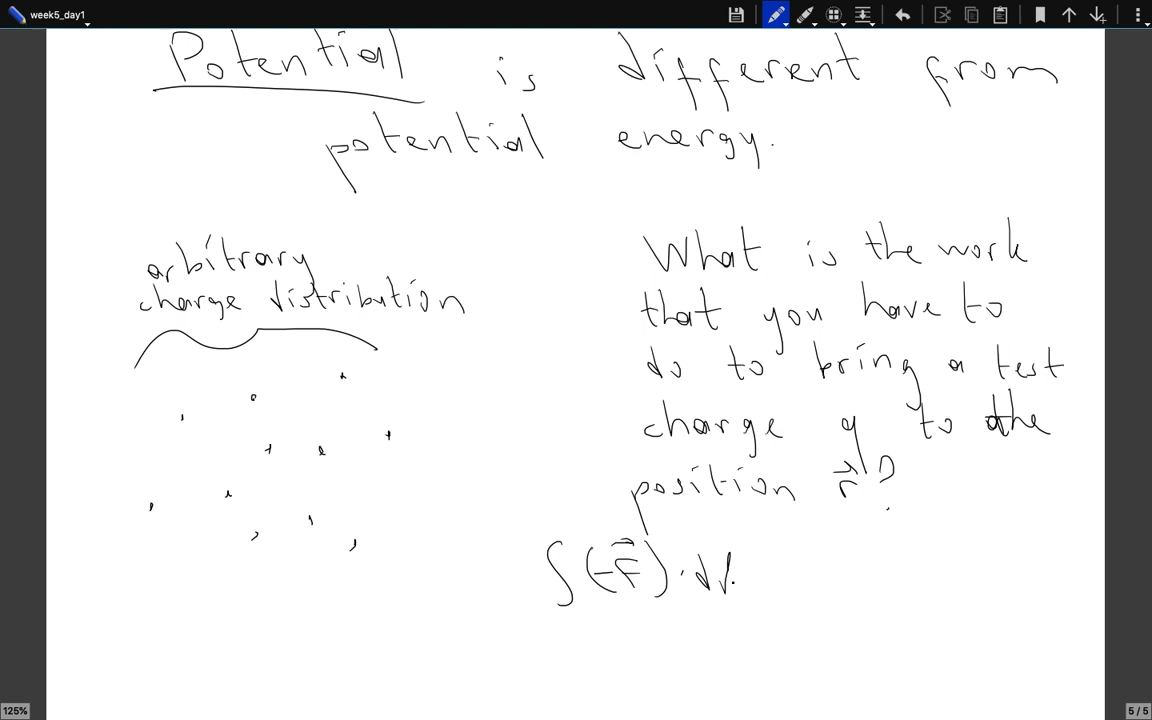 week5_day1
Potential is different from
potential energy.
arbitrary
charge distribution
What is the work
that you have to
do to bring a test
charge q to the
position r⃗ ?
∫(-F⃗)·dl
125%
5 / 5